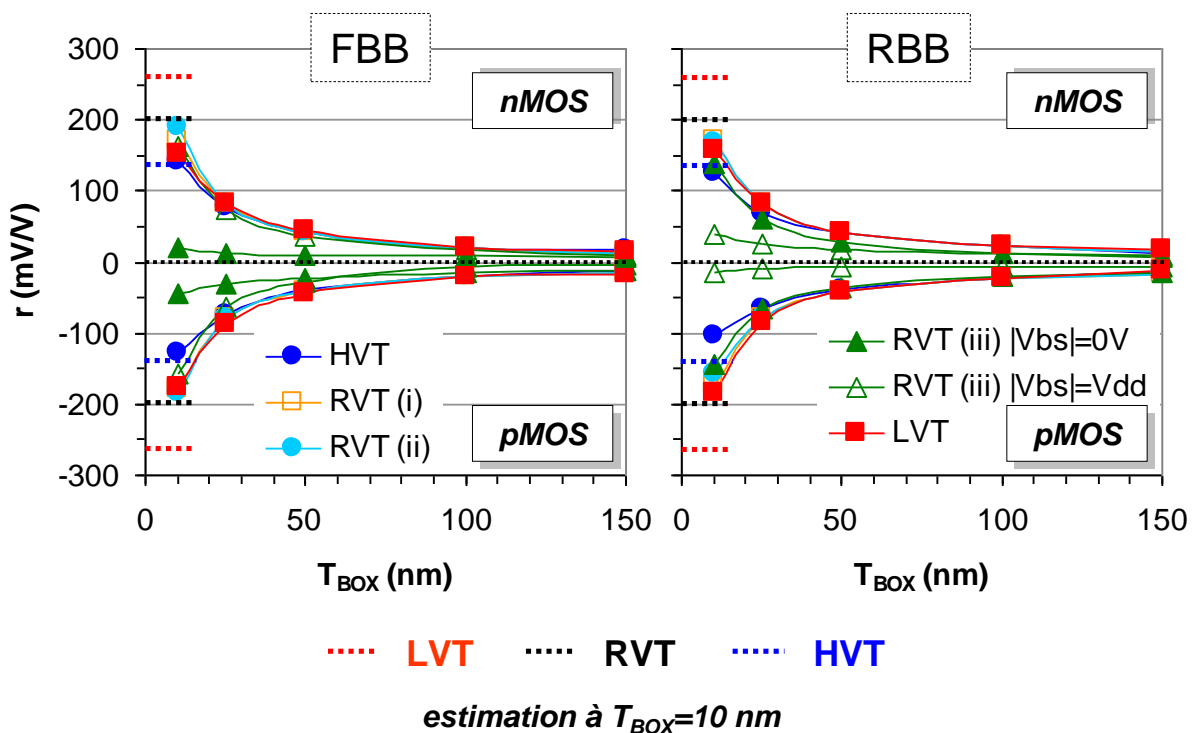 FBB
RBB
nMOS
nMOS
300
200
100
0
-100
-200
-300
r (mV/V)
HVT
RVT (i)
RVT (ii)
pMOS
RVT (iii) |Vbs|=0V
RVT (iii) |Vbs|=Vdd
LVT
pMOS
0 50 100 150
0 50 100 150
TBOX (nm)
TBOX (nm)
LVT RVT HVT
estimation à TBOX=10 nm